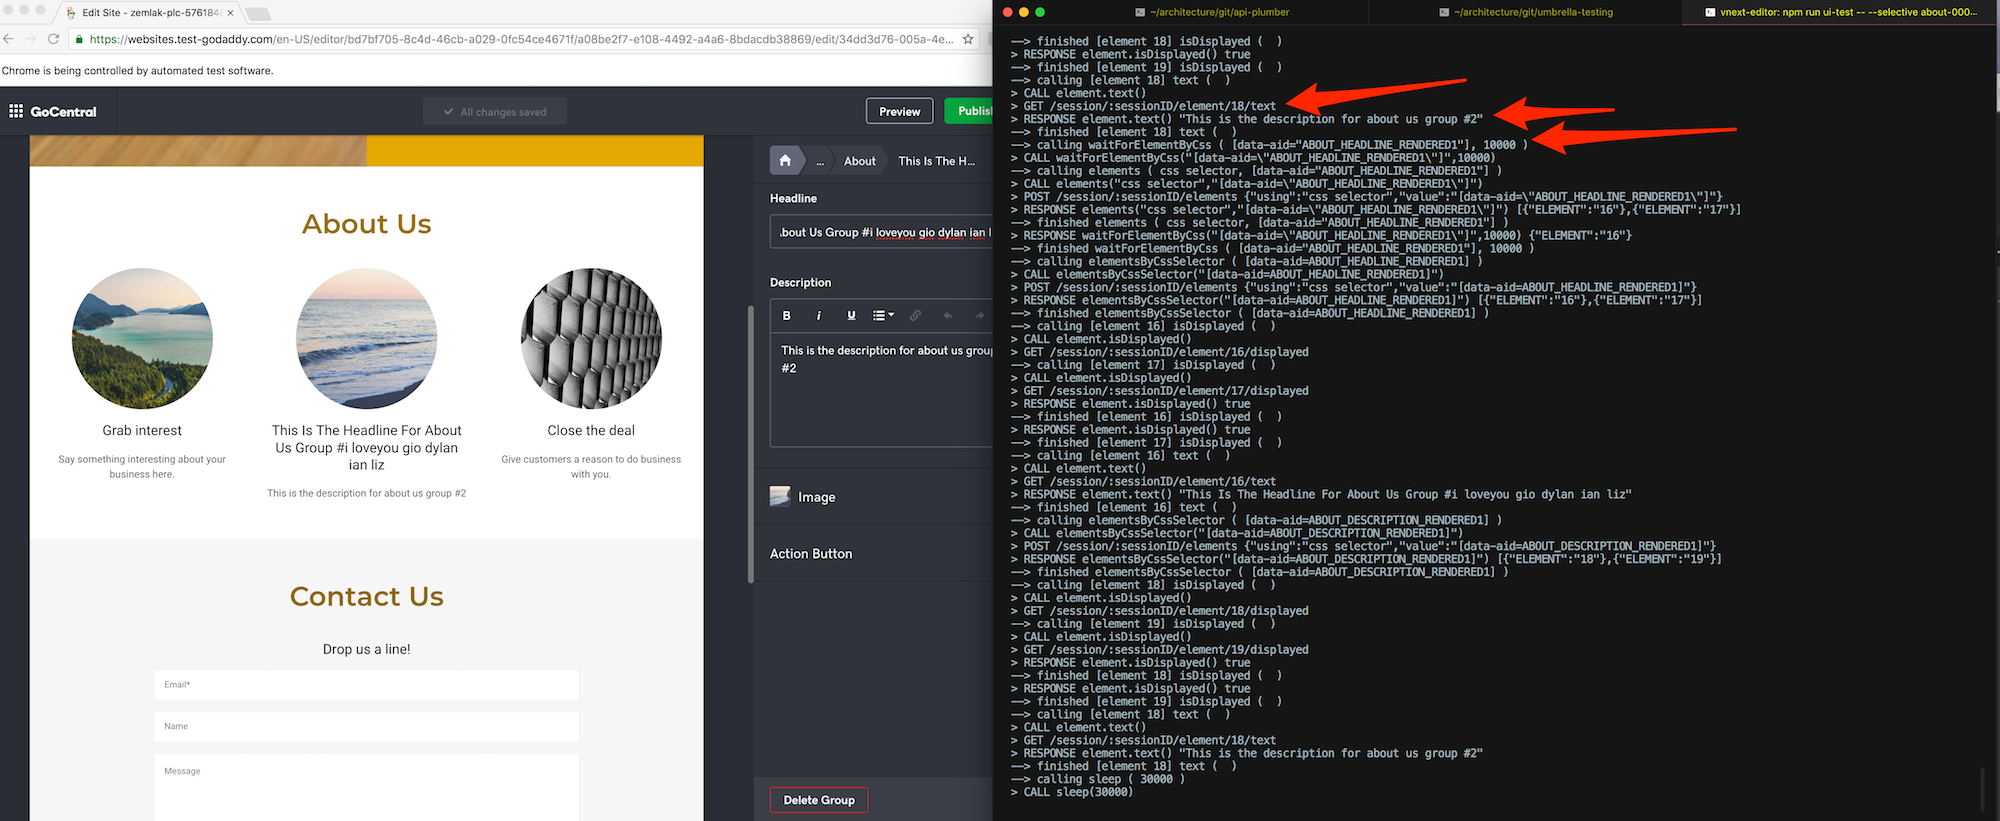 Edit Site - zemlak-plc-576184
https://websites.test-godaddy.com/en-US/editor/bd7bf705-8c4d-46cb-a029-0fc54ce4671f/a08be2f7-e108-4492-a4a6-8bdacdb38869/edit/34dd3d76-005a-4e...
Chrome is being controlled by automated test software.
GoCentral
All changes saved
Preview
Publish
About Us
Grab interest
Say something interesting about your
business here.
This Is The Headline For About
Us Group #i loveyou gio dylan
ian liz
This is the description for about us group #2
Close the deal
Give customers a reason to do business
with you.
Contact Us
Drop us a line!
Email*
Name
Message
...
About
This Is The H...
Headline
.bout Us Group #i loveyou gio dylan ian l
Description
B i U
This is the description for about us group
#2
Image
Action Button
Delete Group
~/architecture/git/api-plumber
~/architecture/git/umbrella-testing
vnext-editor: npm run ui-test -- --selective about-000...
--> finished [element 18] isDisplayed (  )
> RESPONSE element.isDisplayed() true
--> finished [element 19] isDisplayed (  )
--> calling [element 18] text (  )
> CALL element.text()
> GET /session/:sessionID/element/18/text
> RESPONSE element.text() "This is the description for about us group #2"
--> finished [element 18] text (  )
--> calling waitForElementByCss ( [data-aid="ABOUT_HEADLINE_RENDERED1"], 10000 )
> CALL waitForElementByCss("[data-aid=\"ABOUT_HEADLINE_RENDERED1\"]",10000)
--> calling elements ( css selector, [data-aid="ABOUT_HEADLINE_RENDERED1"] )
> CALL elements("css selector","[data-aid=\"ABOUT_HEADLINE_RENDERED1\"]")
> POST /session/:sessionID/elements {"using":"css selector","value":"[data-aid=\"ABOUT_HEADLINE_RENDERED1\"]"}
> RESPONSE elements("css selector","[data-aid=\"ABOUT_HEADLINE_RENDERED1\"]") [{"ELEMENT":"16"},{"ELEMENT":"17"}]
--> finished elements ( css selector, [data-aid="ABOUT_HEADLINE_RENDERED1"] )
> RESPONSE waitForElementByCss("[data-aid=\"ABOUT_HEADLINE_RENDERED1\"]",10000) {"ELEMENT":"16"}
--> finished waitForElementByCss ( [data-aid="ABOUT_HEADLINE_RENDERED1"], 10000 )
--> calling elementsByCssSelector ( [data-aid=ABOUT_HEADLINE_RENDERED1] )
> CALL elementsByCssSelector("[data-aid=ABOUT_HEADLINE_RENDERED1]")
> POST /session/:sessionID/elements {"using":"css selector","value":"[data-aid=ABOUT_HEADLINE_RENDERED1]"}
> RESPONSE elementsByCssSelector("[data-aid=ABOUT_HEADLINE_RENDERED1]") [{"ELEMENT":"16"},{"ELEMENT":"17"}]
--> finished elementsByCssSelector ( [data-aid=ABOUT_HEADLINE_RENDERED1] )
--> calling [element 16] isDisplayed (  )
> CALL element.isDisplayed()
> GET /session/:sessionID/element/16/displayed
--> calling [element 17] isDisplayed (  )
> CALL element.isDisplayed()
> GET /session/:sessionID/element/17/displayed
> RESPONSE element.isDisplayed() true
--> finished [element 16] isDisplayed (  )
> RESPONSE element.isDisplayed() true
--> finished [element 17] isDisplayed (  )
--> calling [element 16] text (  )
> CALL element.text()
> GET /session/:sessionID/element/16/text
> RESPONSE element.text() "This Is The Headline For About Us Group #i loveyou gio dylan ian liz"
--> finished [element 16] text (  )
--> calling elementsByCssSelector ( [data-aid=ABOUT_DESCRIPTION_RENDERED1] )
> CALL elementsByCssSelector("[data-aid=ABOUT_DESCRIPTION_RENDERED1]")
> POST /session/:sessionID/elements {"using":"css selector","value":"[data-aid=ABOUT_DESCRIPTION_RENDERED1]"}
> RESPONSE elementsByCssSelector("[data-aid=ABOUT_DESCRIPTION_RENDERED1]") [{"ELEMENT":"18"},{"ELEMENT":"19"}]
--> finished elementsByCssSelector ( [data-aid=ABOUT_DESCRIPTION_RENDERED1] )
--> calling [element 18] isDisplayed (  )
> CALL element.isDisplayed()
> GET /session/:sessionID/element/18/displayed
--> calling [element 19] isDisplayed (  )
> CALL element.isDisplayed()
> GET /session/:sessionID/element/19/displayed
> RESPONSE element.isDisplayed() true
--> finished [element 18] isDisplayed (  )
> RESPONSE element.isDisplayed() true
--> finished [element 19] isDisplayed (  )
--> calling [element 18] text (  )
> CALL element.text()
> GET /session/:sessionID/element/18/text
> RESPONSE element.text() "This is the description for about us group #2"
--> finished [element 18] text (  )
--> calling sleep ( 30000 )
> CALL sleep(30000)